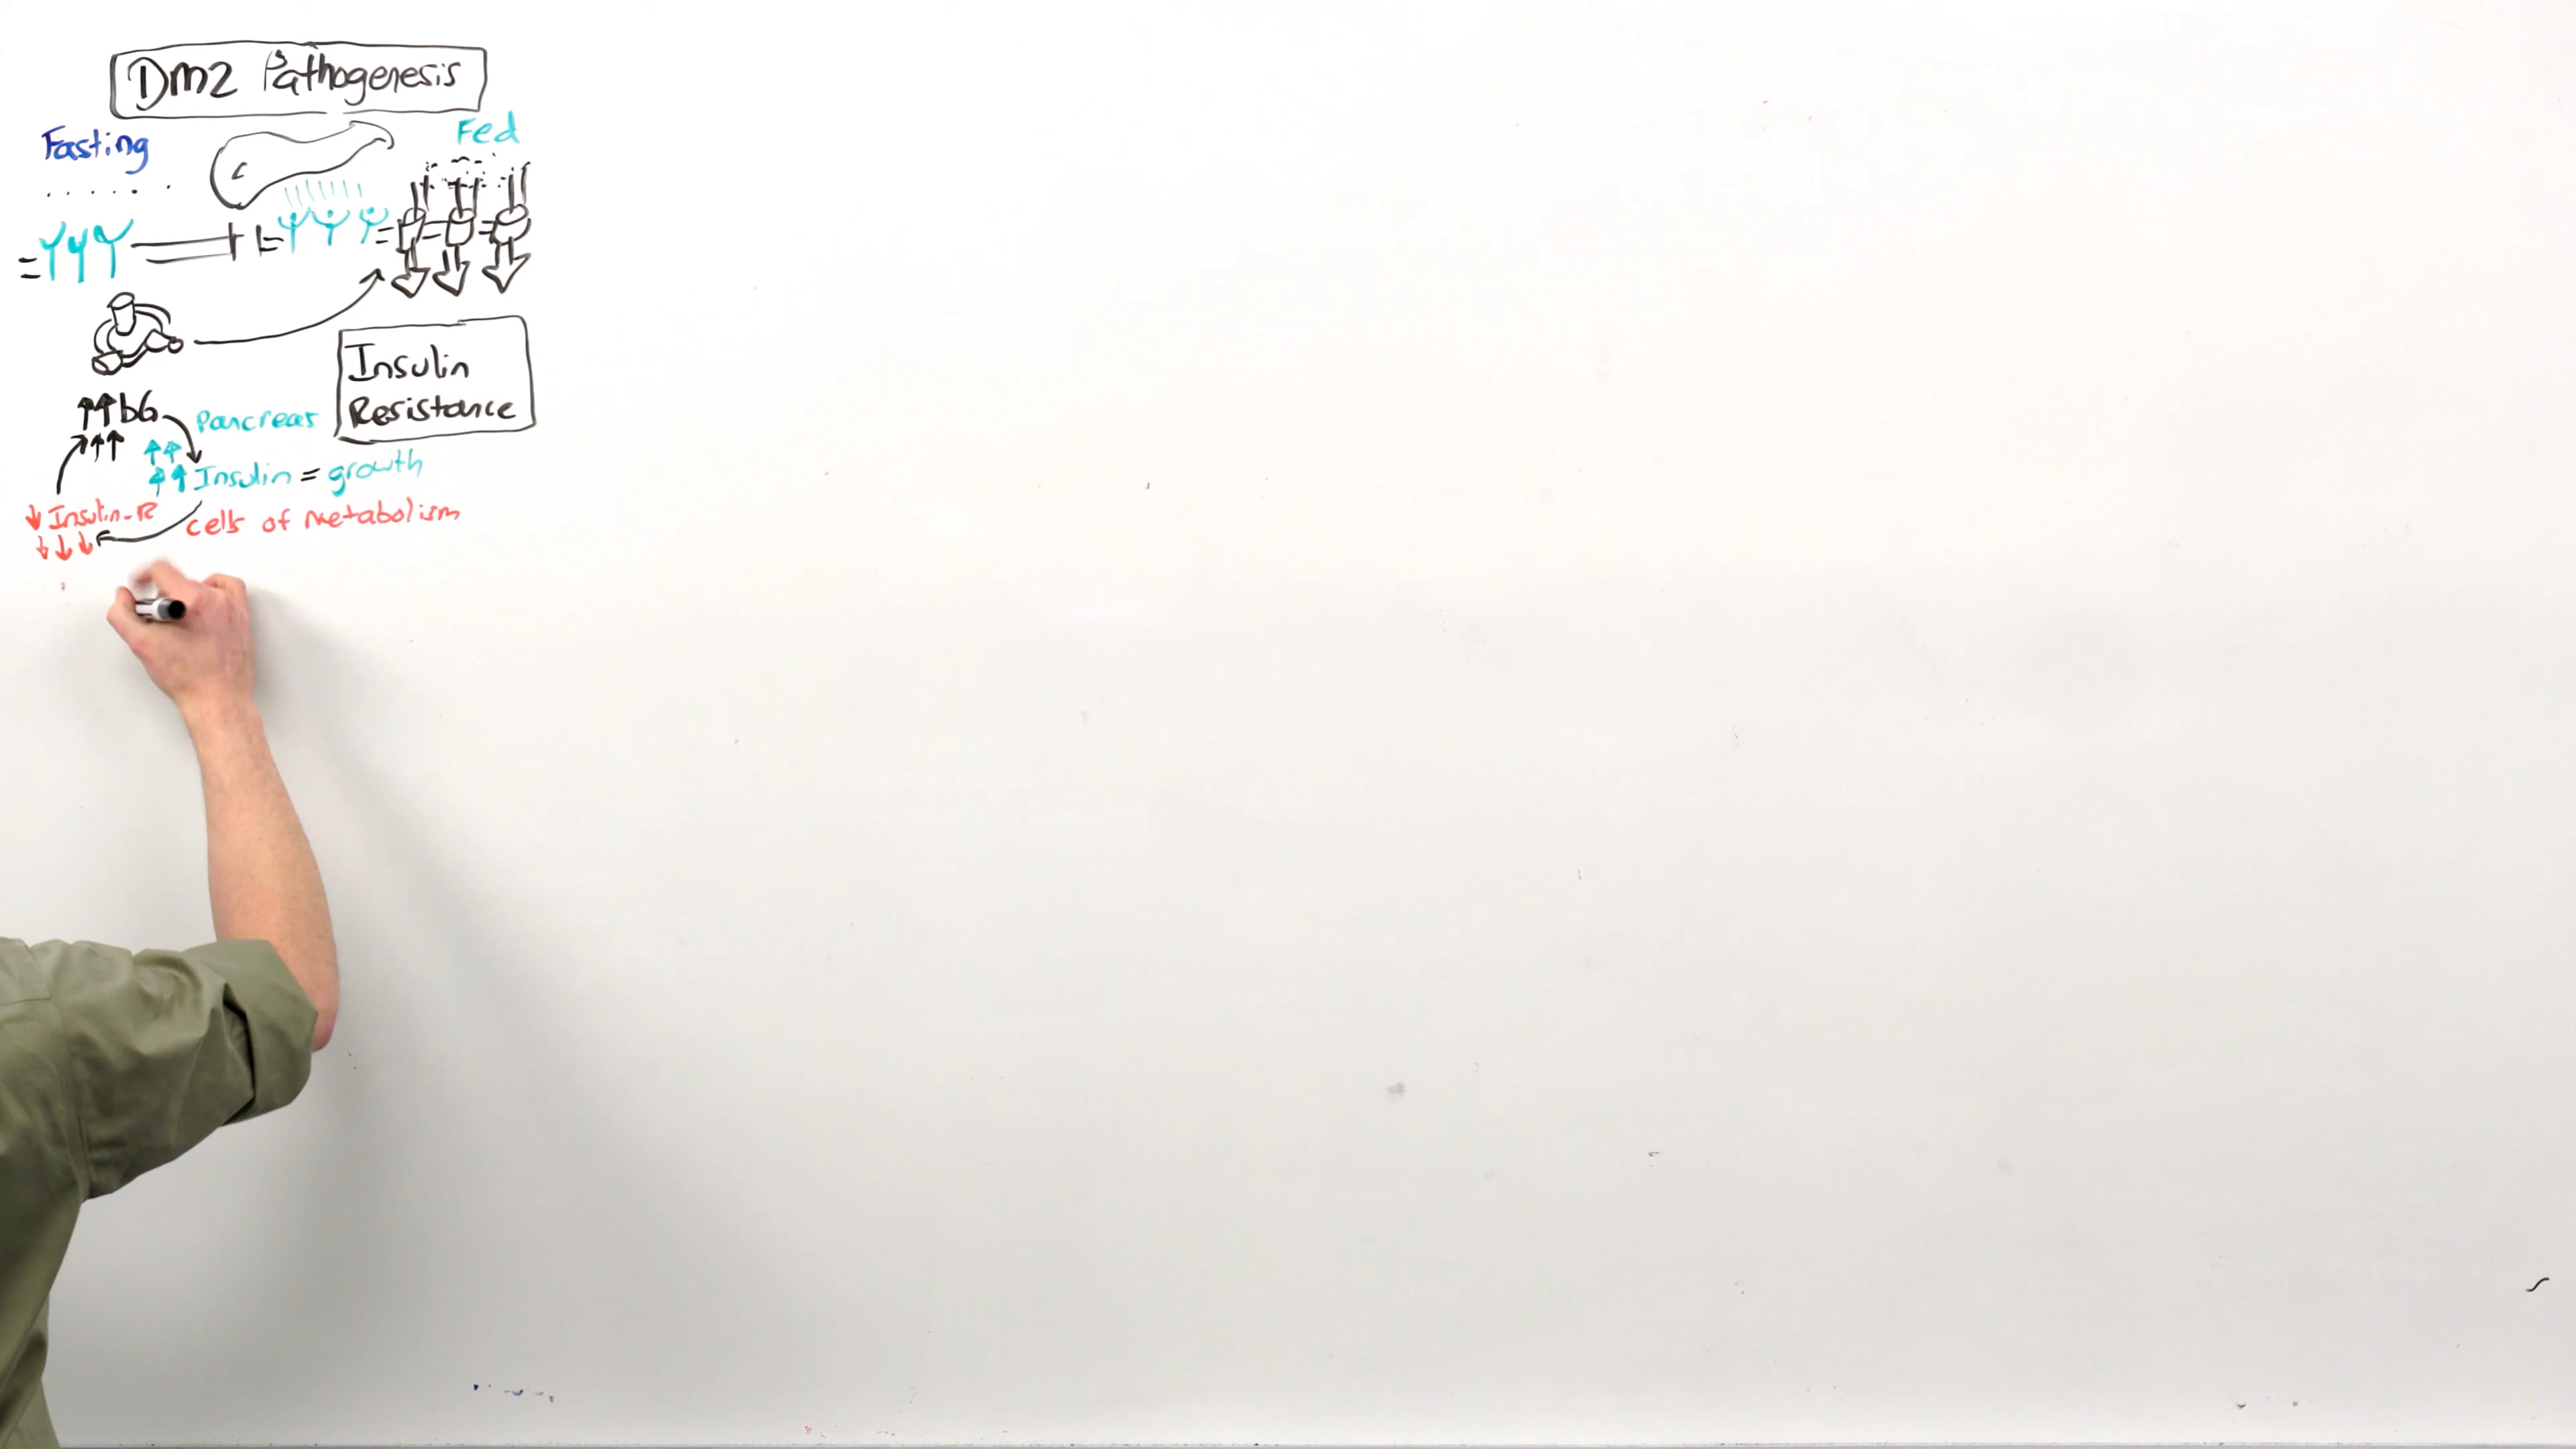 Dm2 Pathogenesis
Fasting
Fed
Insulin
Resistance
↑↑bG
↑↑↑
Pancreas
↑↑
↑↑ Insulin = growth
↓ Insulin-R
cells of metabolism
↓↓↓